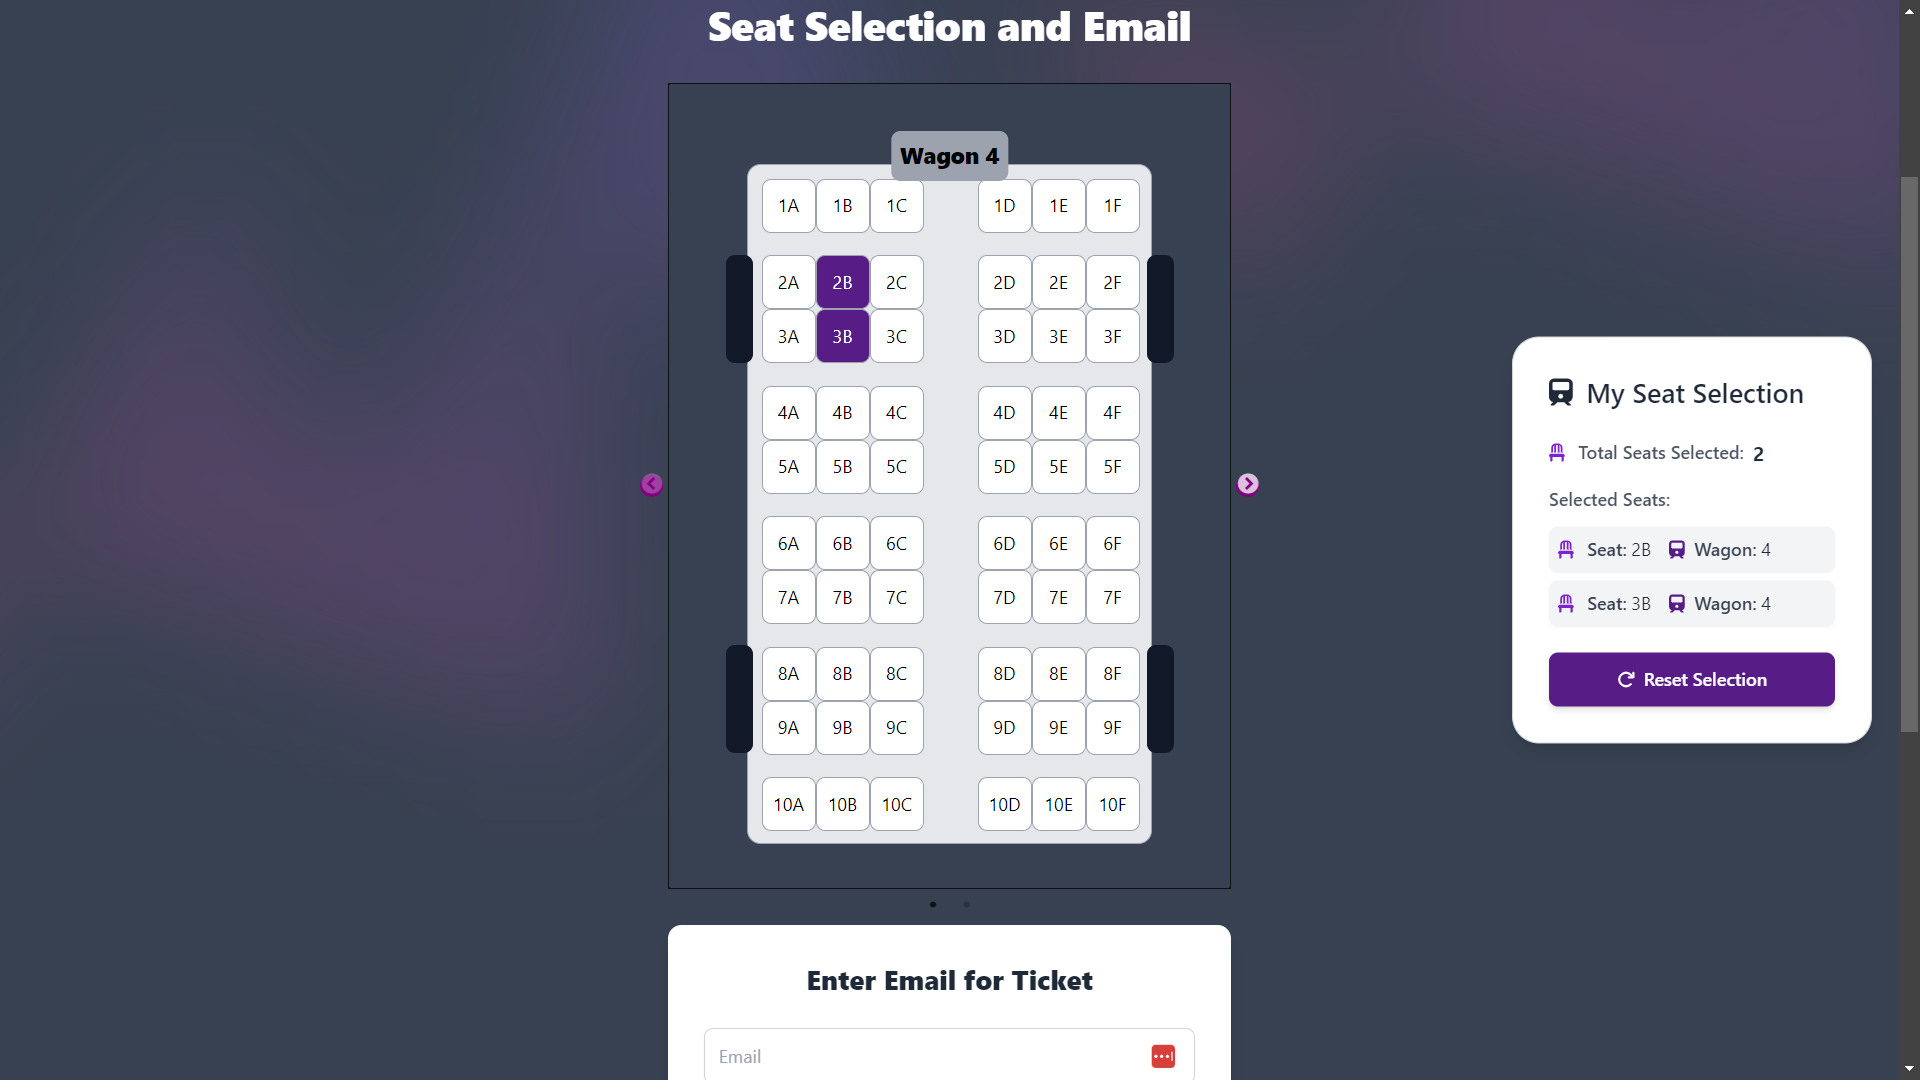 Seat Selection and Email
Wagon 4
1A 1B 1C 1D 1E 1F
2A 2B 2C 2D 2E 2F
3A 3B 3C 3D 3E 3F
4A 4B 4C 4D 4E 4F
5A 5B 5C 5D 5E 5F
6A 6B 6C 6D 6E 6F
7A 7B 7C 7D 7E 7F
8A 8B 8C 8D 8E 8F
9A 9B 9C 9D 9E 9F
10A 10B 10C 10D 10E 10F
My Seat Selection
Total Seats Selected: 2
Selected Seats:
Seat: 2B Wagon: 4
Seat: 3B Wagon: 4
Reset Selection
Enter Email for Ticket
Email